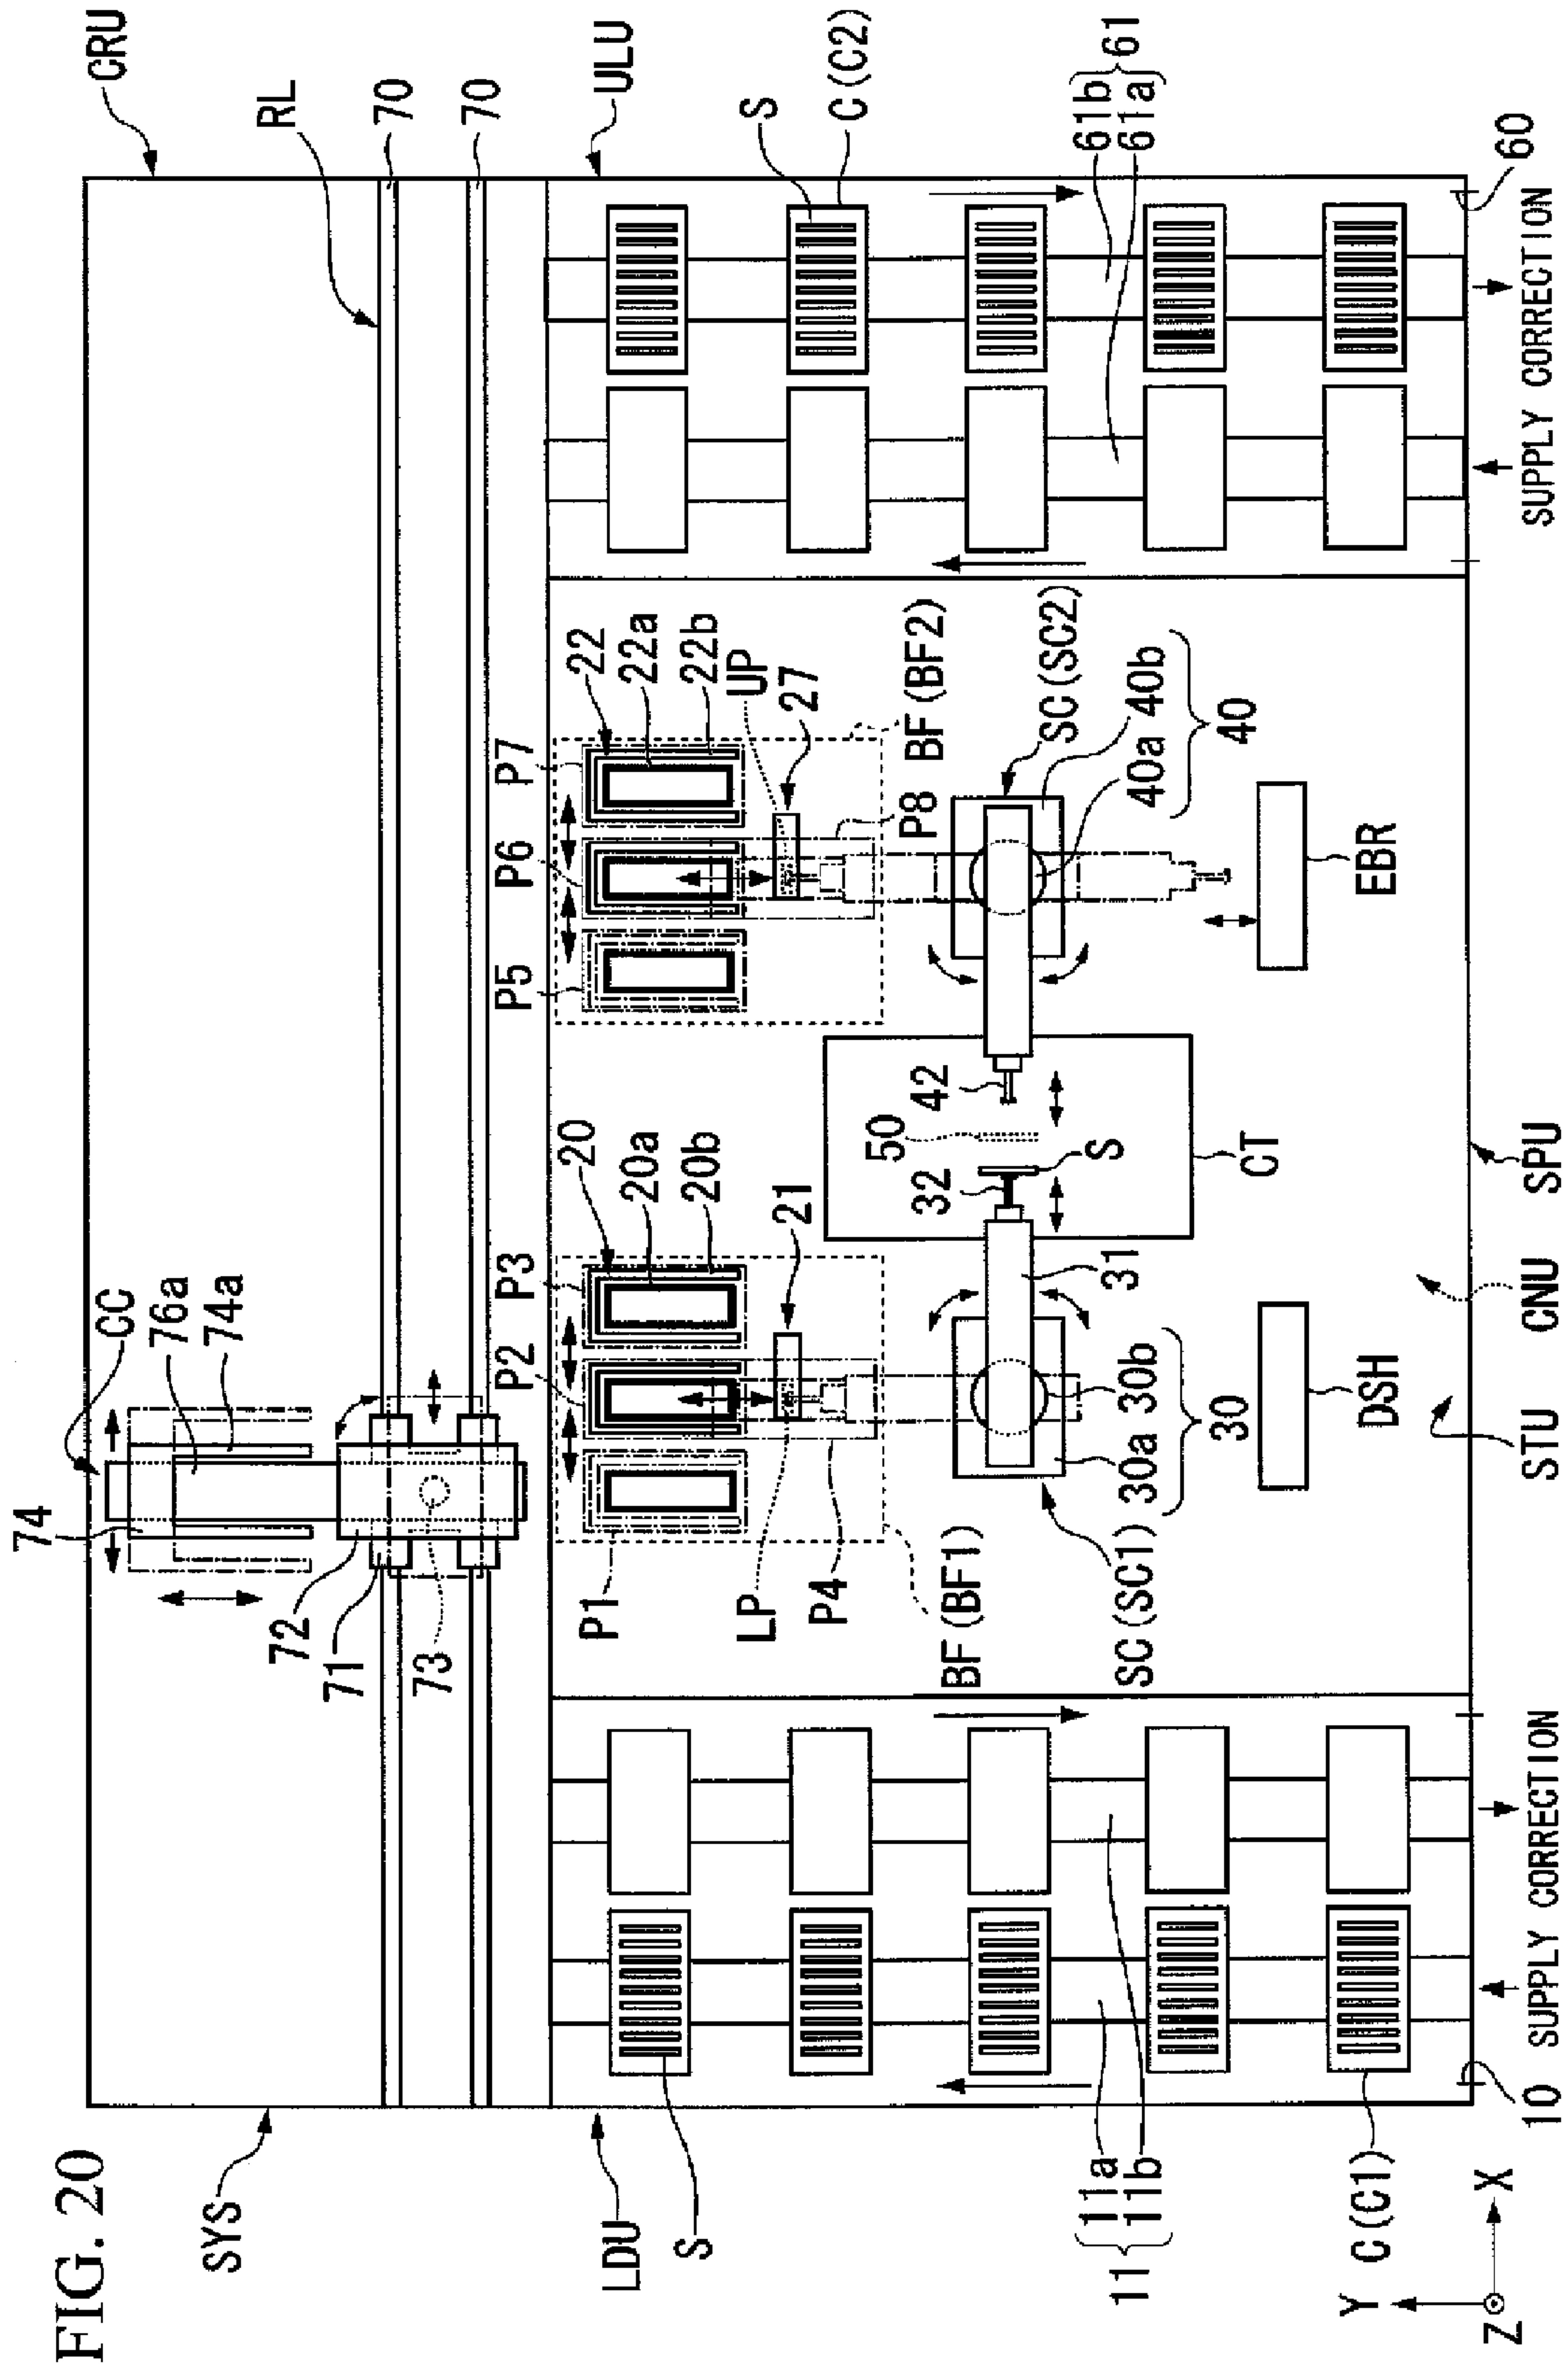 FIG. 20
SYS
CRU
RL
70
70
CC
76a
74a
74
72
71
73
LDU
ULU
S
S
C(C2)
61b
61a
61
60
SUPPLY CORRECTION
P1
P2
P3
20
20a
20b
21
LP
P4
BF(BF1)
P5
P6
P7
22
22a
22b
UP
27
P8
BF(BF2)
SC(SC1)
30a
30b
30
31
32
S
50
42
CT
SC(SC2)
40a
40b
40
DSH
EBR
STU
CNU
SPU
11a
11b
11
C(C1)
10
SUPPLY CORRECTION
Y
X
Z